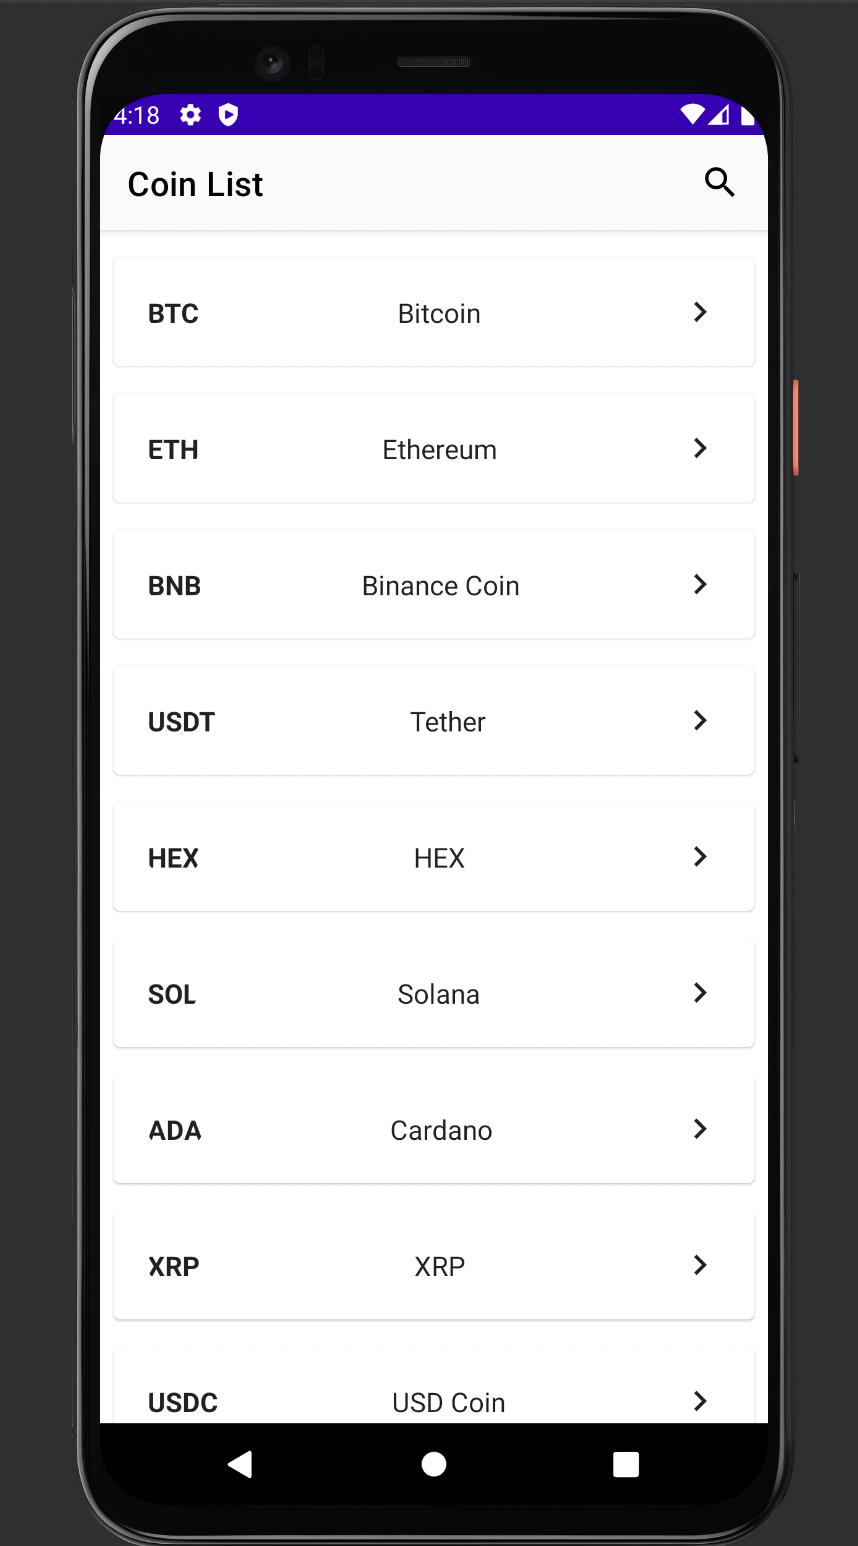 4:18
Coin List
BTC Bitcoin
ETH Ethereum
BNB Binance Coin
USDT Tether
HEX HEX
SOL Solana
ADA Cardano
XRP XRP
USDC USD Coin